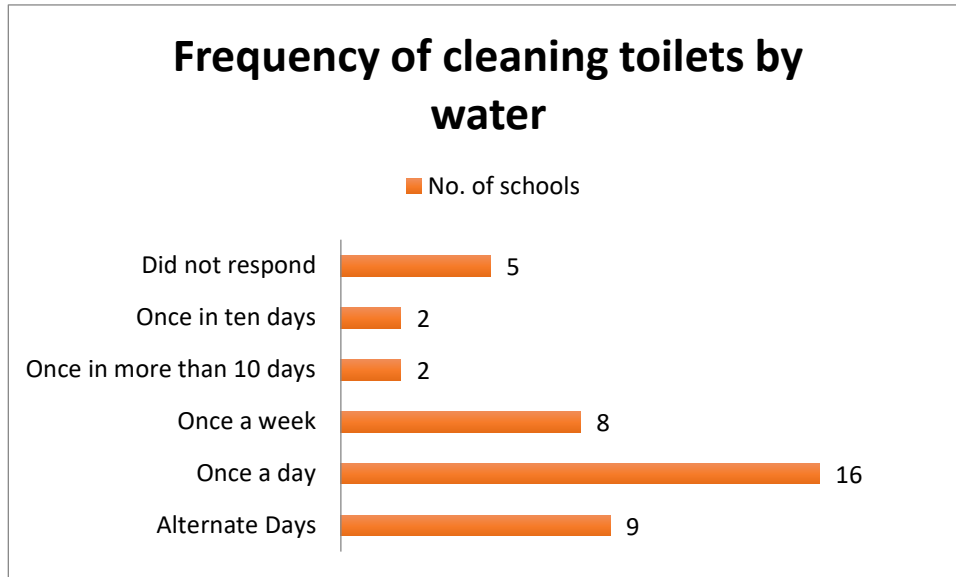 Frequency of cleaning toilets by
water
No. of schools
Did not respond 5
Once in ten days 2
Once in more than 10 days 2
Once a week 8
Once a day 16
Alternate Days 9